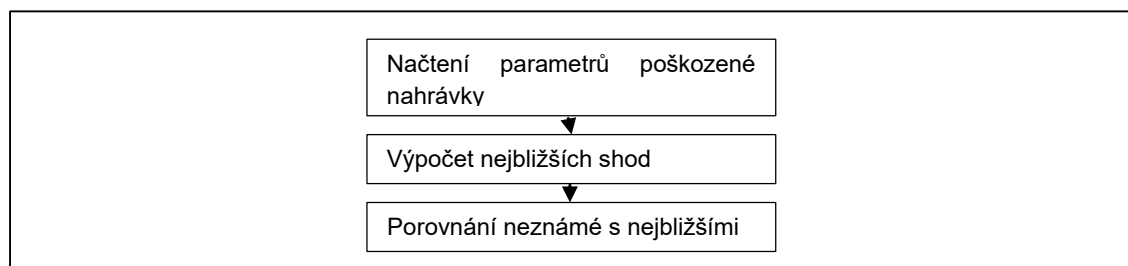 Načtení parametrů poškozené
nahrávky
Výpočet nejbližších shod
Porovnání neznámé s nejbližšími